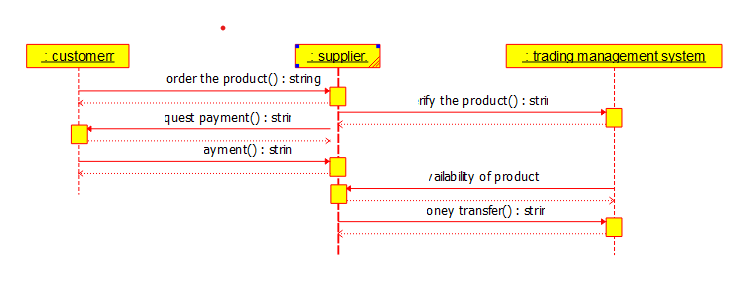 : customerr
: supplier
: trading management system
order the product() : string
rify the product() : strir
quest payment() : strir
ayment() : strin
vailability of product
oney transfer() : strir